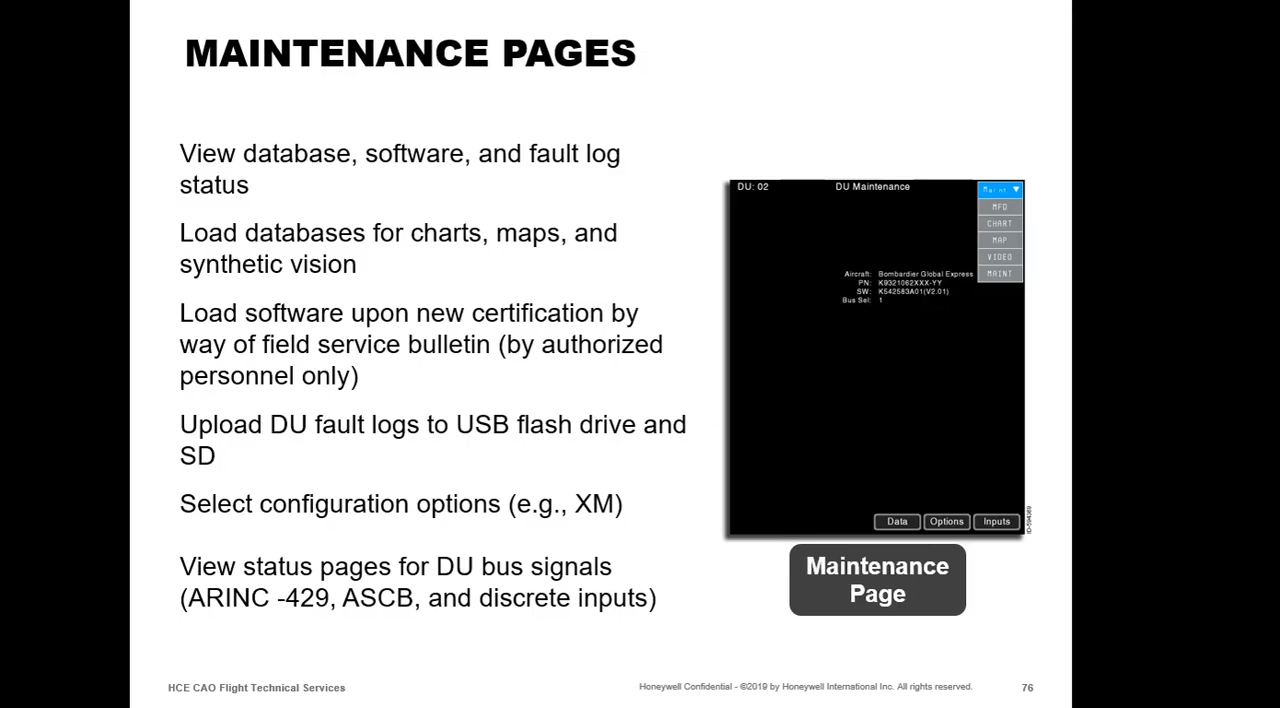 MAINTENANCE PAGES
View database, software, and fault log
status
Load databases for charts, maps, and
synthetic vision
Load software upon new certification by
way of field service bulletin (by authorized
personnel only)
Upload DU fault logs to USB flash drive and
SD
Select configuration options (e.g., XM)
View status pages for DU bus signals
(ARINC -429, ASCB, and discrete inputs)
DU: 02 DU Maintenance Maint ▼
MFD
CHART
MAP
VIDEO
MAINT
Aircraft: Bombardier Global Express
PN: K9321062XXX-YY
SW: K542583A01(V2.01)
Bus Sel: 1
Data Options Inputs
ID-594369
Maintenance
Page
HCE CAO Flight Technical Services Honeywell Confidential - ©2019 by Honeywell International Inc. All rights reserved. 76